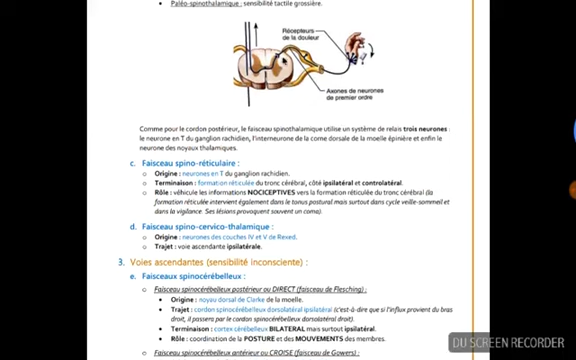 • Paléo-spinothalamique : sensibilité tactile grossière.
Récepteurs
de la douleur
Axones de neurones
de premier ordre
Comme pour le cordon postérieur, le faisceau spinothalamique utilise un système de relais trois neurones :
le neurone en T du ganglion rachidien, l'interneurone de la corne dorsale de la moelle épinière et enfin le
neurone des noyaux thalamiques.
c. Faisceau spino-réticulaire :
o Origine : neurones en T du ganglion rachidien.
o Terminaison : formation réticulée du tronc cérébral, côté ipsilatéral et controlatéral.
o Rôle : véhicule les informations NOCICEPTIVES vers la formation réticulée du tronc cérébral (la
formation réticulée intervient également dans le tonus postural mais surtout dans cycle veille-sommeil et
dans la vigilance. Ses lésions provoquent souvent un coma).
d. Faisceau spino-cervico-thalamique :
o Origine : neurones des couches IV et V de Rexed.
o Trajet : voie ascendante ipsilatérale.
3. Voies ascendantes (sensibilité inconsciente) :
e. Faisceaux spinocérébelleux :
o Faisceau spinocérébelleux postérieur ou DIRECT (faisceau de Flesching) :
• Origine : noyau dorsal de Clarke de la moelle.
• Trajet : cordon spinocérébelleux dorsolatéral ipsilatéral (c'est-à-dire que si l'influx provient du bras
droit, il passera par le cordon spinocérébelleux dorsolatéral droit).
• Terminaison : cortex cérébelleux BILATERAL mais surtout ipsilatéral.
• Rôle : coordination de la POSTURE et des MOUVEMENTS des membres.
o Faisceau spinocérébelleux antérieur ou CROISE (faisceau de Gowers) :
DU SCREEN RECORDER